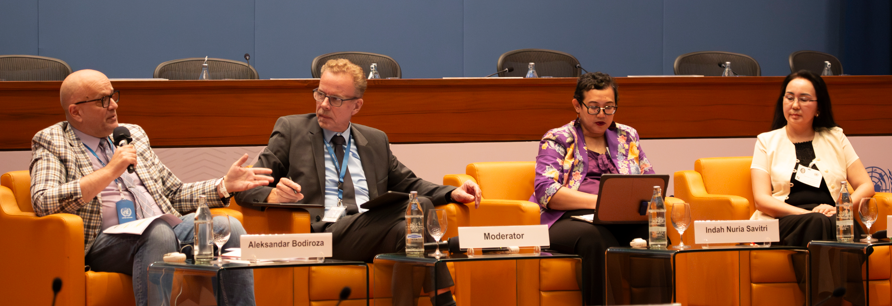 Aleksandar Bodiroza
Moderator
Indah Nuria Savitri